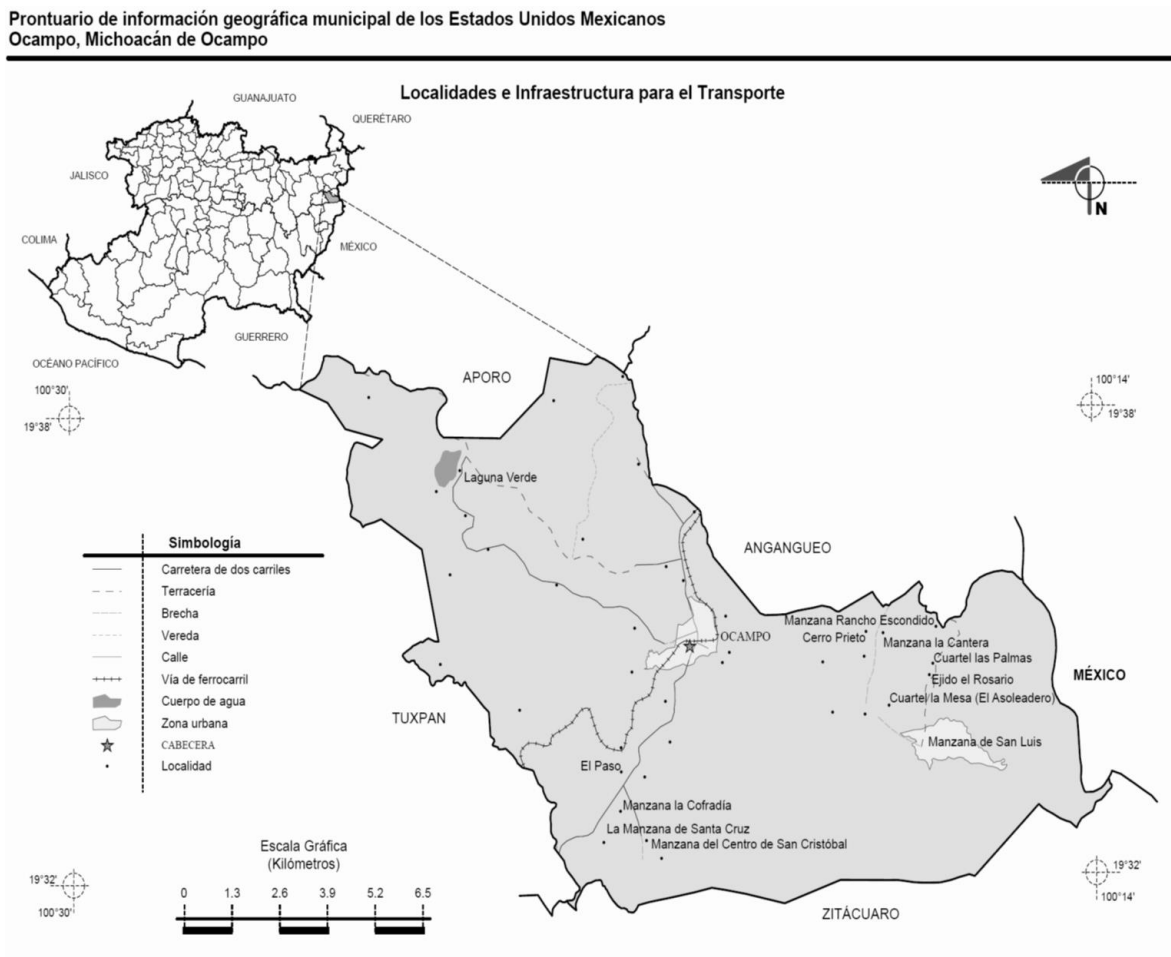 Prontuario de información geográfica municipal de los Estados Unidos Mexicanos
Ocampo, Michoacán de Ocampo
Localidades e Infraestructura para el Transporte
GUANAJUATO
QUERÉTARO
JALISCO
COLIMA
MÉXICO
GUERRERO
OCÉANO PACÍFICO
N
100°30'
19°38'
100°14'
19°38'
APORO
Laguna Verde
ANGANGUEO
OCAMPO
Manzana Rancho Escondido
Cerro Prieto
Manzana la Cantera
Cuartel las Palmas
Ejido el Rosario
Cuartel la Mesa (El Asoleadero)
Manzana de San Luis
MÉXICO
TUXPAN
El Paso
Manzana la Cofradía
La Manzana de Santa Cruz
Manzana del Centro de San Cristóbal
ZITÁCUARO
Simbología
Carretera de dos carriles
Terracería
Brecha
Vereda
Calle
Vía de ferrocarril
Cuerpo de agua
Zona urbana
CABECERA
Localidad
Escala Gráfica
(Kilómetros)
0 1.3 2.6 3.9 5.2 6.5
19°32'
100°30'
19°32'
100°14'